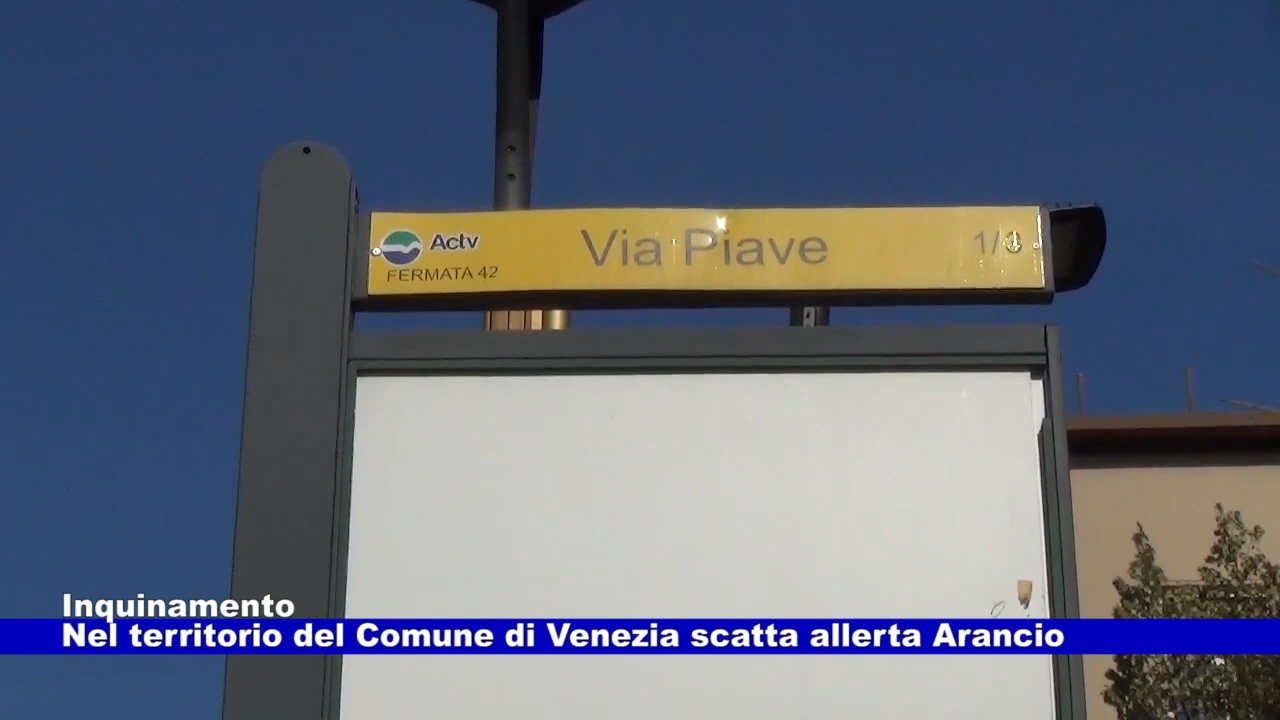 Actv
FERMATA 42
Via Piave
Inquinamento
Nel territorio del Comune di Venezia scatta allerta Arancio